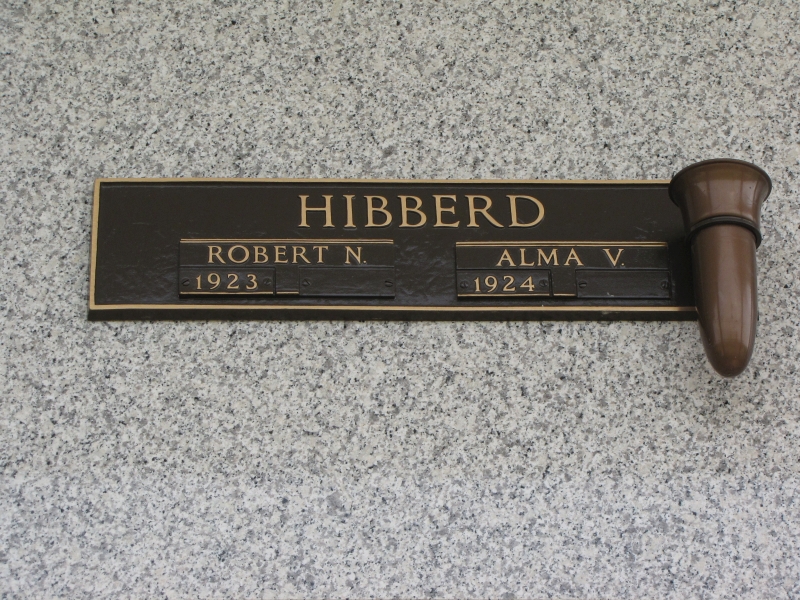 HIBBERD
ROBERT N. ALMA V.
1923 – 1924 –